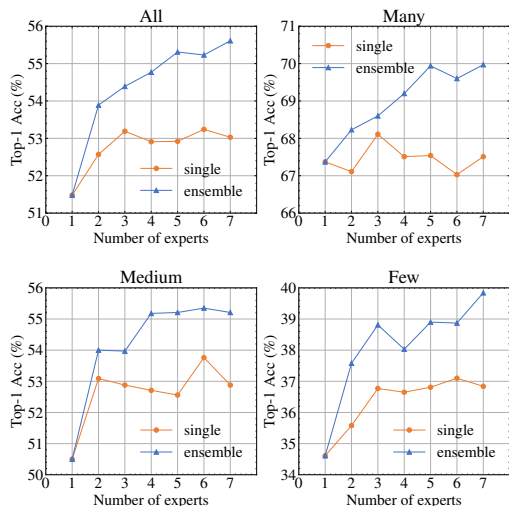 All
56
55
54
53
52
51
Top-1 Acc (%)
single
ensemble
0 1 2 3 4 5 6 7
Number of experts
Many
71
70
69
68
67
66
Top-1 Acc (%)
single
ensemble
0 1 2 3 4 5 6 7
Number of experts
Medium
56
55
54
53
52
51
50
Top-1 Acc (%)
single
ensemble
0 1 2 3 4 5 6 7
Number of experts
Few
40
39
38
37
36
35
34
Top-1 Acc (%)
single
ensemble
0 1 2 3 4 5 6 7
Number of experts